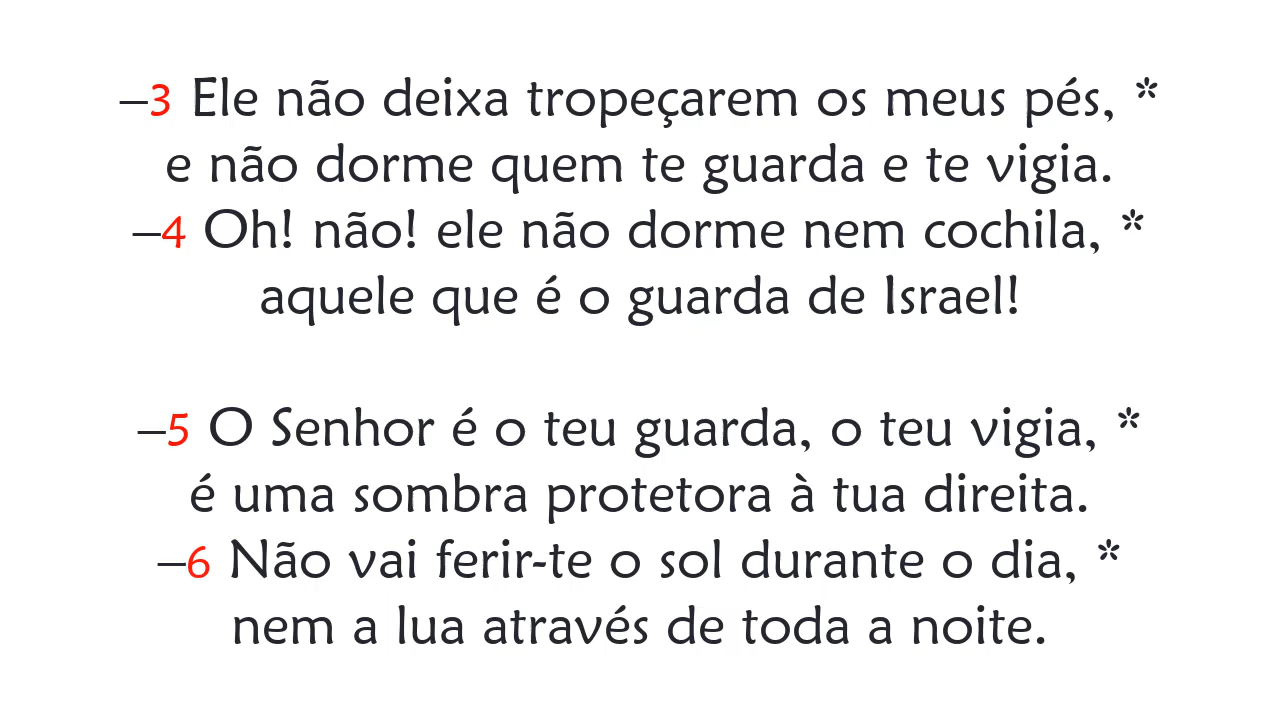 –3 Ele não deixa tropeçarem os meus pés, *
e não dorme quem te guarda e te vigia.
–4 Oh! não! ele não dorme nem cochila, *
aquele que é o guarda de Israel!
–5 O Senhor é o teu guarda, o teu vigia, *
é uma sombra protetora à tua direita.
–6 Não vai ferir-te o sol durante o dia, *
nem a lua através de toda a noite.